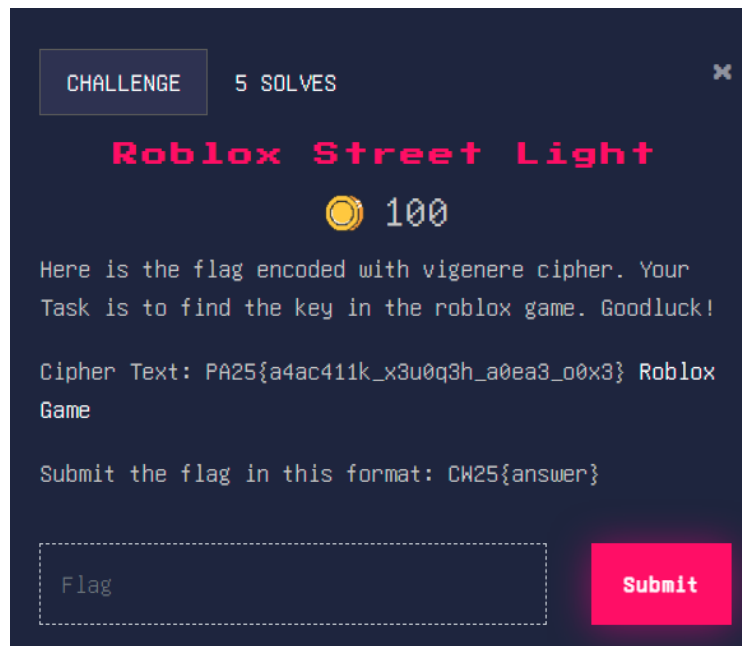 CHALLENGE 5 SOLVES ×
Roblox Street Light
100
Here is the flag encoded with vigenere cipher. Your
Task is to find the key in the roblox game. Goodluck!
Cipher Text: PA25{a4ac411k_x3u0q3h_a0ea3_o0x3} Roblox
Game
Submit the flag in this format: CW25{answer}
Flag
Submit